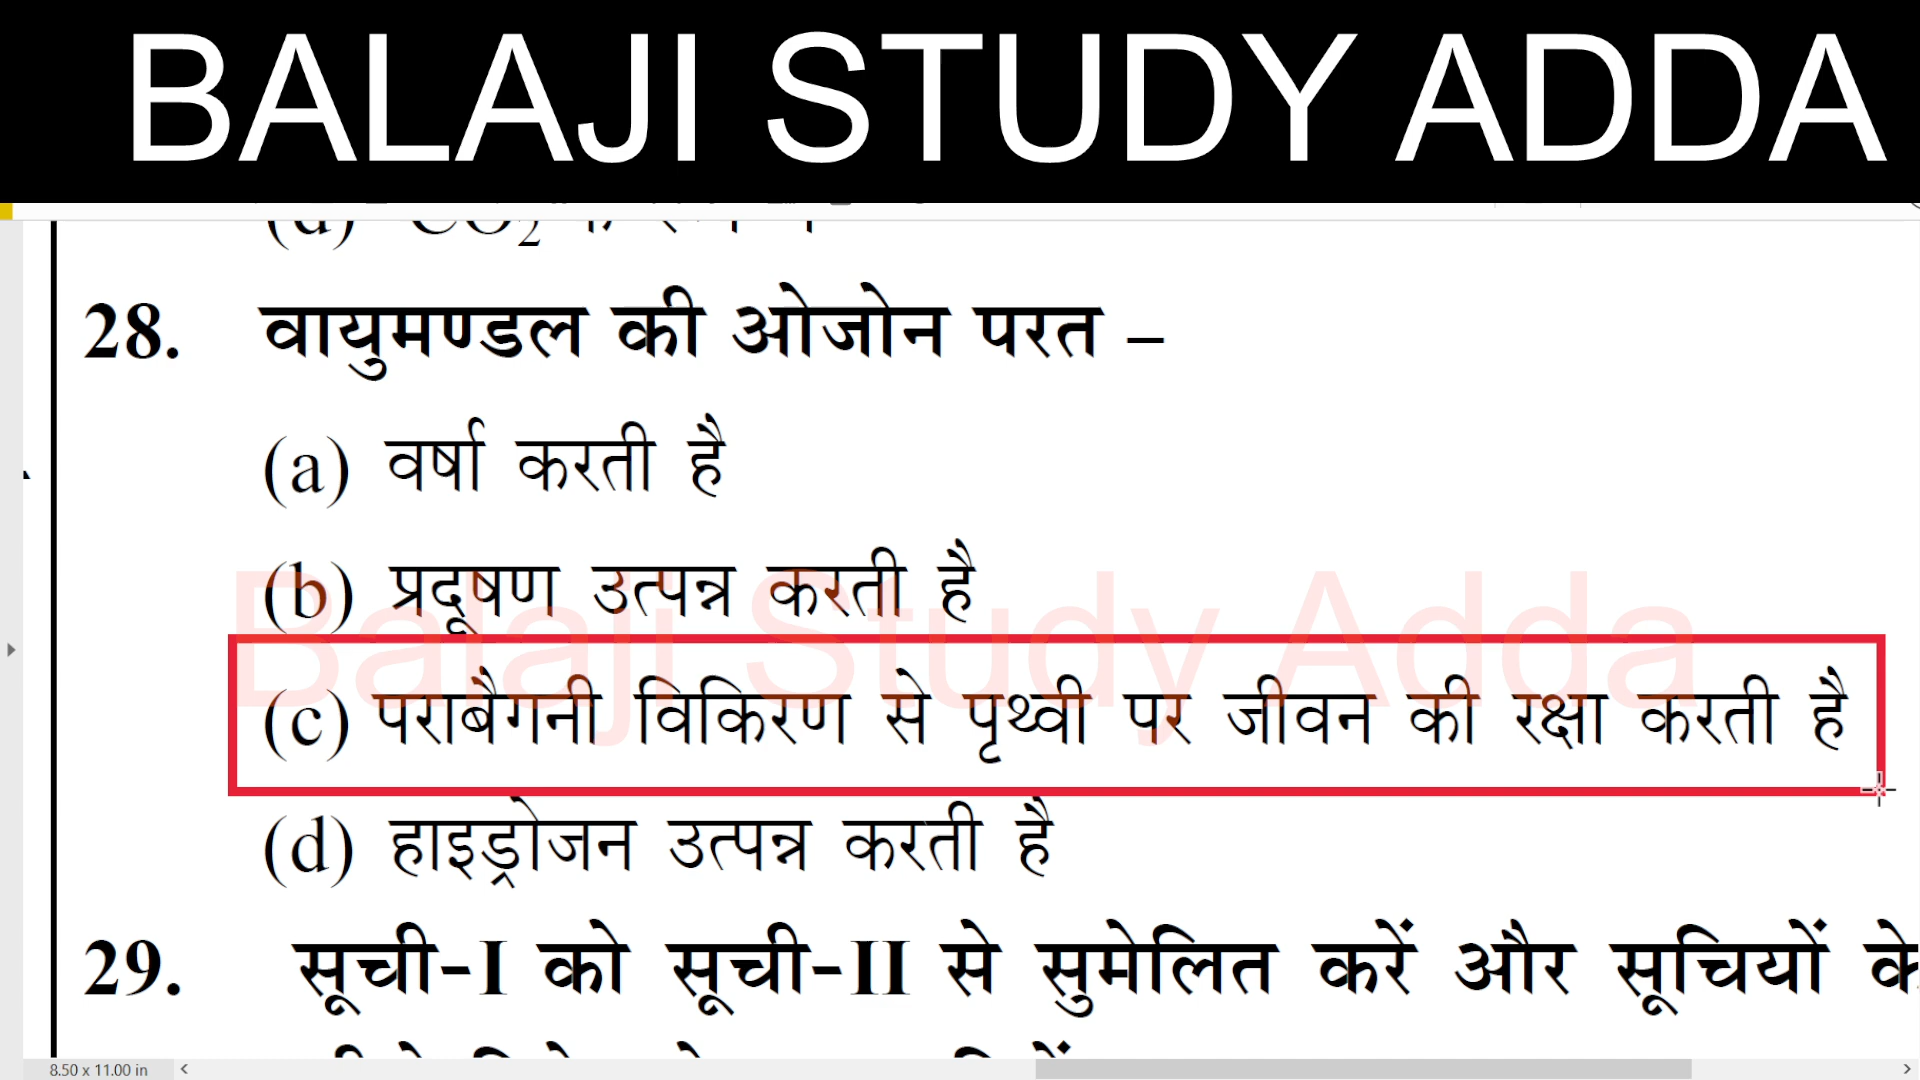 BALAJI STUDY ADDA
28. वायुमण्डल की ओजोन परत –
(a) वर्षा करती है
(b) प्रदूषण उत्पन्न करती है
Balaji Study Adda
(c) पराबैगनी विकिरण से पृथ्वी पर जीवन की रक्षा करती है
(d) हाइड्रोजन उत्पन्न करती है
29. सूची-I को सूची-II से सुमेलित करें और सूचियों के
8.50 x 11.00 in